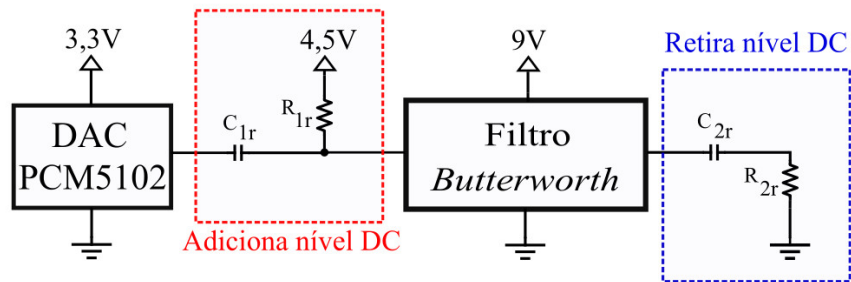 3,3V
4,5V
9V
Retira nível DC
DAC
PCM5102
C1r
R1r
Filtro
Butterworth
C2r
R2r
Adiciona nível DC